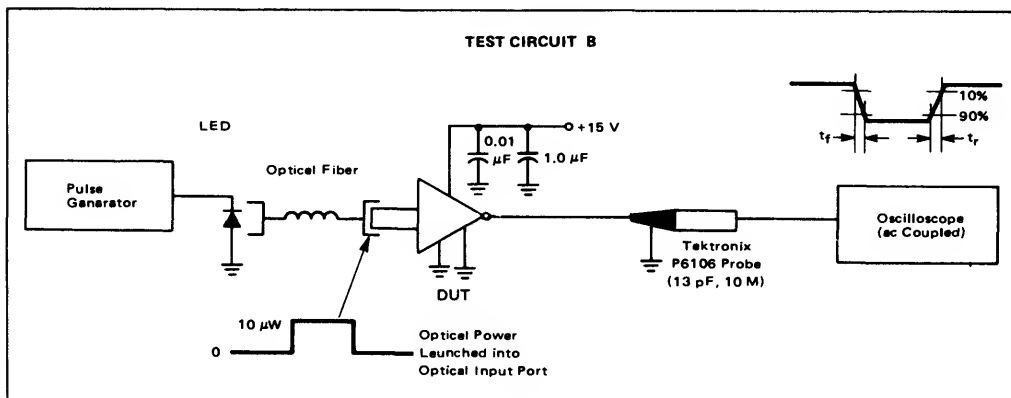 TEST CIRCUIT B
LED
Optical Fiber
Pulse
Ganarator
0.01
μF
1.0 μF
+15 V
10%
90%
tf
tr
Oscilloscope
(ac Coupled)
Tektronix
P6106 Probe
(13 pF, 10 M)
DUT
10 μW
0
Optical Power
Launched into
Optical Input Port